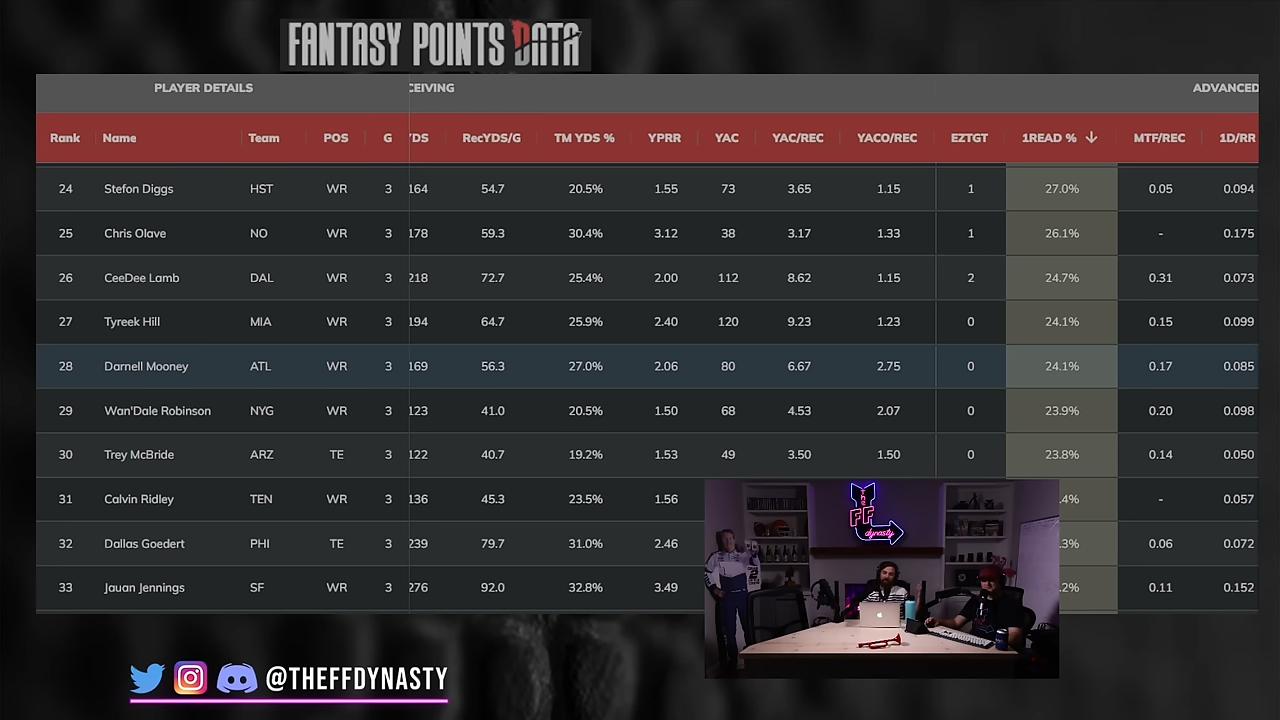 FANTASY POINTS DATA
PLAYER DETAILS CEIVING ADVANCED
Rank Name Team POS G YDS RecYDS/G TM YDS % YPRR YAC YAC/REC YACO/REC EZTGT 1READ % MTF/REC 1D/RR
24 Stefon Diggs HST WR 3 164 54.7 20.5% 1.55 73 3.65 1.15 1 27.0% 0.05 0.094
25 Chris Olave NO WR 3 178 59.3 30.4% 3.12 38 3.17 1.33 1 26.1% - 0.175
26 CeeDee Lamb DAL WR 3 218 72.7 25.4% 2.00 112 8.62 1.15 2 24.7% 0.31 0.073
27 Tyreek Hill MIA WR 3 194 64.7 25.9% 2.40 120 9.23 1.23 0 24.1% 0.15 0.099
28 Darnell Mooney ATL WR 3 169 56.3 27.0% 2.06 80 6.67 2.75 0 24.1% 0.17 0.085
29 Wan'Dale Robinson NYG WR 3 123 41.0 20.5% 1.50 68 4.53 2.07 0 23.9% 0.20 0.098
30 Trey McBride ARZ TE 3 122 40.7 19.2% 1.53 49 3.50 1.50 0 23.8% 0.14 0.050
31 Calvin Ridley TEN WR 3 136 45.3 23.5% 1.56 .4% - 0.057
32 Dallas Goedert PHI TE 3 239 79.7 31.0% 2.46 .3% 0.06 0.072
33 Jauan Jennings SF WR 3 276 92.0 32.8% 3.49 .2% 0.11 0.152
The
FF
dynasty
@THEFFDYNASTY